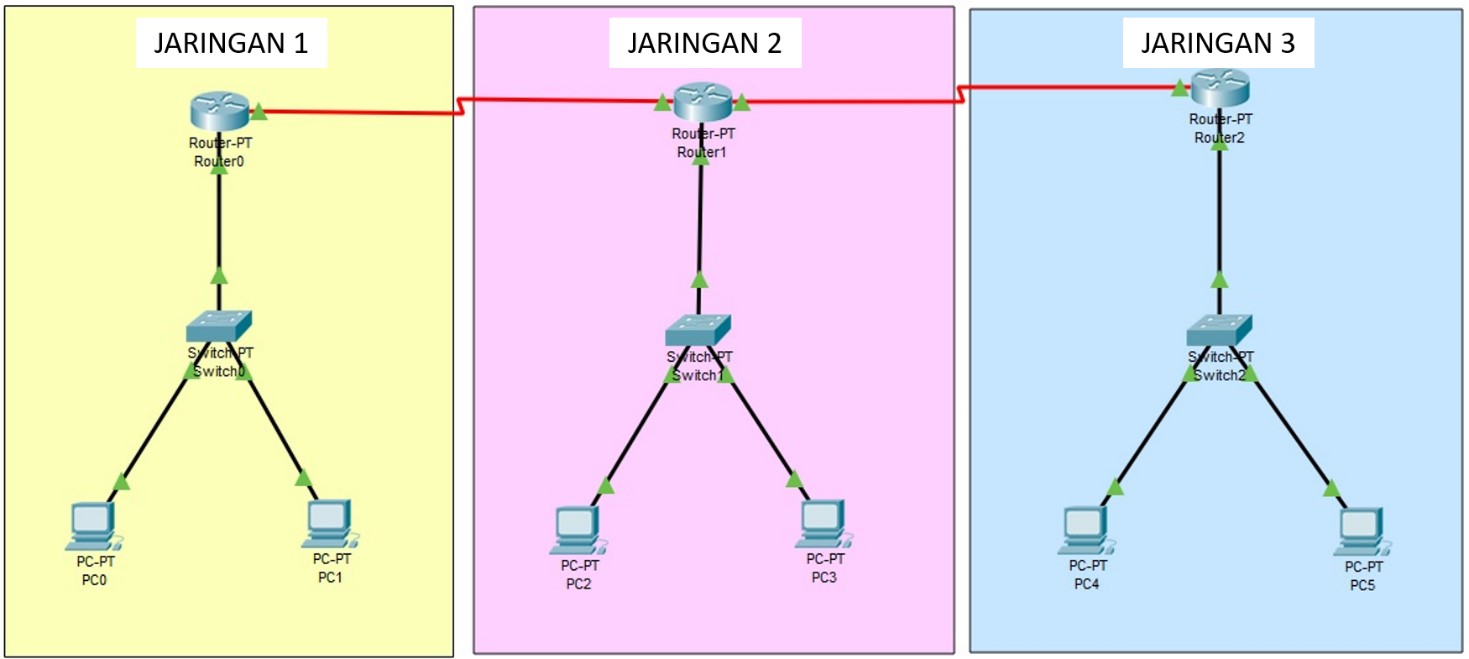 JARINGAN 1
JARINGAN 2
JARINGAN 3
Router-PT
Router0
Router-PT
Router1
Router-PT
Router2
Switch-PT
Switch0
Switch-PT
Switch1
Switch-PT
Switch2
PC-PT
PC0
PC-PT
PC1
PC-PT
PC2
PC-PT
PC3
PC-PT
PC4
PC-PT
PC5